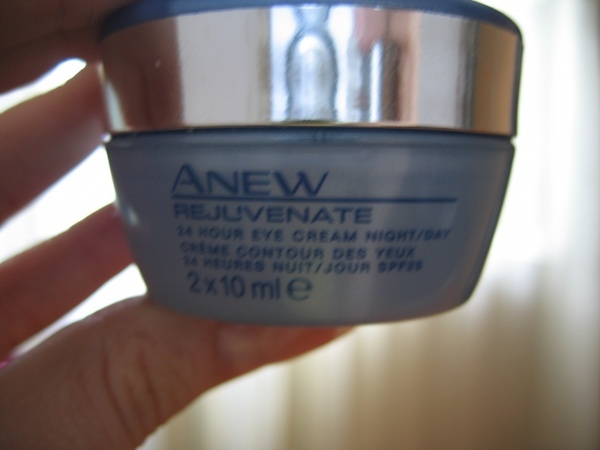 ANEW
REJUVENATE
24 HOUR EYE CREAM NIGHT/DAY
CRÈME CONTOUR DES YEUX
24 HEURES NUIT/JOUR SPF25
2x10 ml ℮